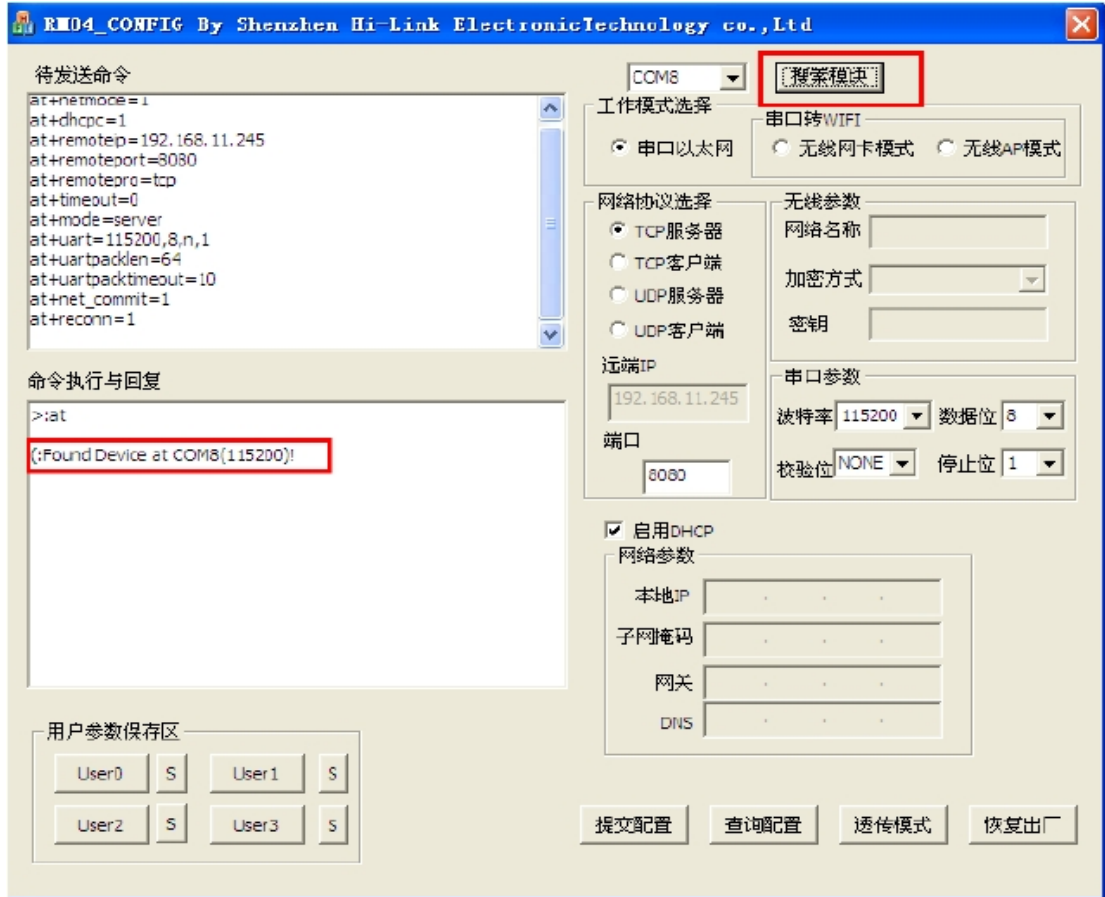 RM04_CONFIG By Shenzhen Hi-Link ElectronicTechnology co.,Ltd
待发送命令
COM8
搜索模块
at+netmode=1
at+dhcpc=1
at+remoteip=192.168.11.245
at+remoteport=8080
at+remotepro=tcp
at+timeout=0
at+mode=server
at+uart=115200,8,n,1
at+uartpacklen=64
at+uartpacktimeout=10
at+net_commit=1
at+reconn=1
工作模式选择
串口以太网
串口转WIFI
无线网卡模式
无线AP模式
网络协议选择
TCP服务器
TCP客户端
UDP服务器
UDP客户端
远端IP
192.168.11.245
端口
8080
无线参数
网络名称
加密方式
密钥
串口参数
波特率 115200 数据位 8
校验位 NONE 停止位 1
命令执行与回复
>:at
(:Found Device at COM8(115200)!
启用DHCP
网络参数
本地IP
子网掩码
网关
DNS
用户参数保存区
User0 S User1 S
User2 S User3 S
提交配置 查询配置 透传模式 恢复出厂